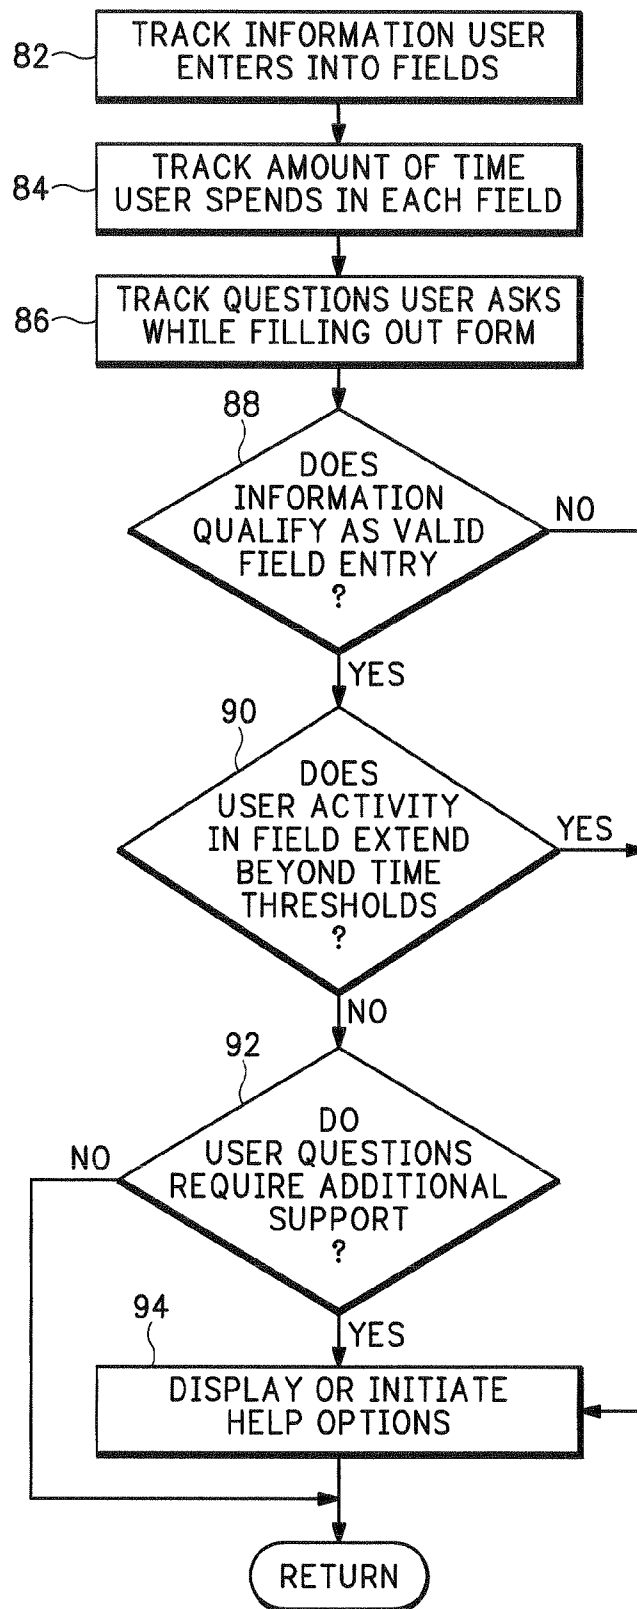 82
TRACK INFORMATION USER
ENTERS INTO FIELDS
84
TRACK AMOUNT OF TIME
USER SPENDS IN EACH FIELD
86
TRACK QUESTIONS USER ASKS
WHILE FILLING OUT FORM
88
DOES
INFORMATION
QUALIFY AS VALID
FIELD ENTRY
?
NO
YES
90
DOES
USER ACTIVITY
IN FIELD EXTEND
BEYOND TIME
THRESHOLDS
?
YES
NO
92
DO
USER QUESTIONS
REQUIRE ADDITIONAL
SUPPORT
?
NO
YES
94
DISPLAY OR INITIATE
HELP OPTIONS
RETURN